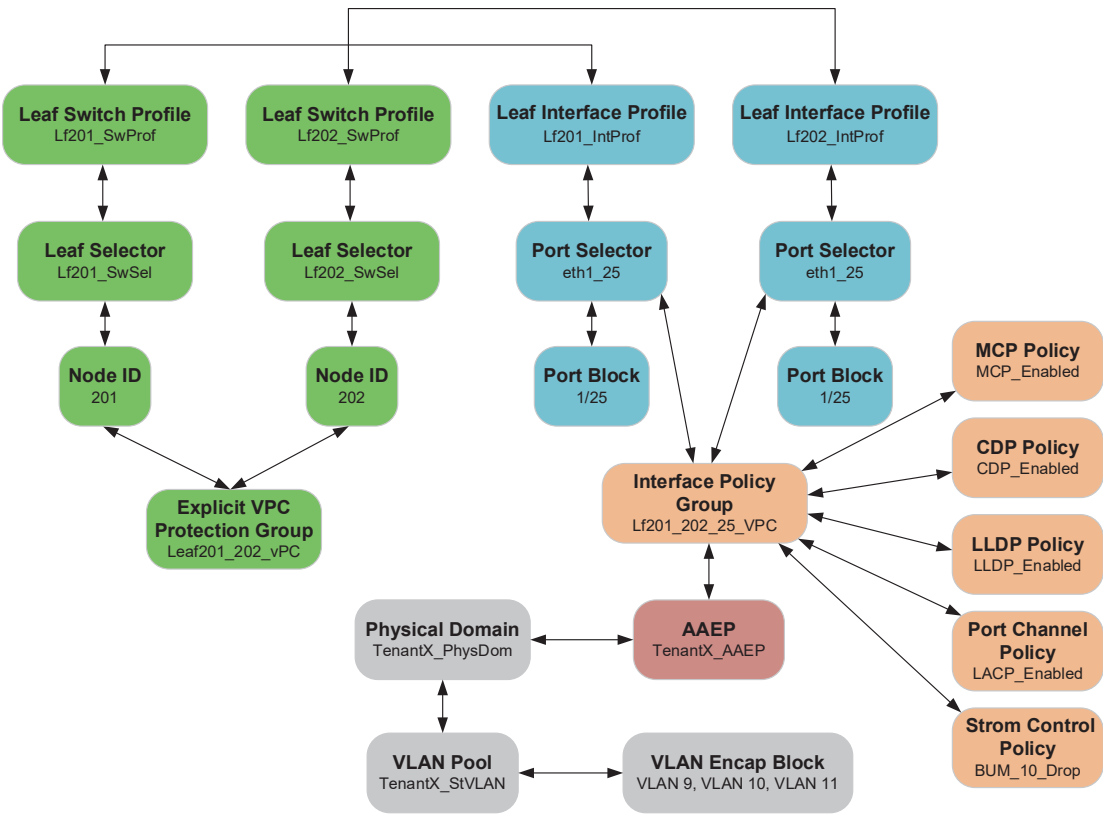 Leaf Switch Profile
Lf201_SwProf
Leaf Switch Profile
Lf202_SwProf
Leaf Interface Profile
Lf201_IntProf
Leaf Interface Profile
Lf202_IntProf
Leaf Selector
Lf201_SwSel
Leaf Selector
Lf202_SwSel
Port Selector
eth1_25
Port Selector
eth1_25
Node ID
201
Node ID
202
Port Block
1/25
Port Block
1/25
MCP Policy
MCP_Enabled
CDP Policy
CDP_Enabled
Explicit VPC
Protection Group
Leaf201_202_vPC
Interface Policy
Group
Lf201_202_25_VPC
LLDP Policy
LLDP_Enabled
Physical Domain
TenantX_PhysDom
AAEP
TenantX_AAEP
Port Channel
Policy
LACP_Enabled
VLAN Pool
TenantX_StVLAN
VLAN Encap Block
VLAN 9, VLAN 10, VLAN 11
Strom Control
Policy
BUM_10_Drop